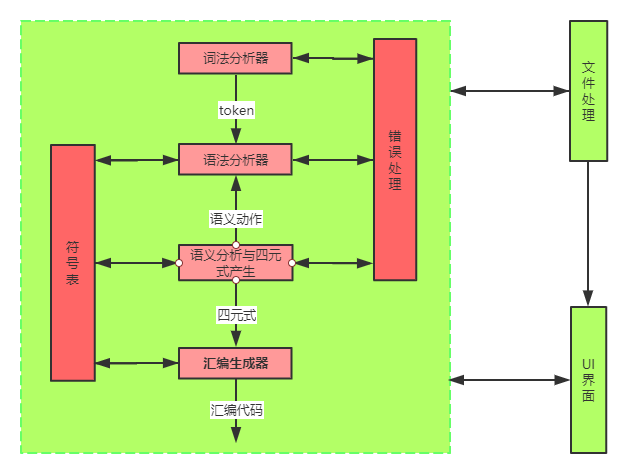 词法分析器
token
语法分析器
语义动作
语义分析与四元
式产生
四元式
汇编生成器
汇编代码
符号表
错误处理
文件处理
UI
界面